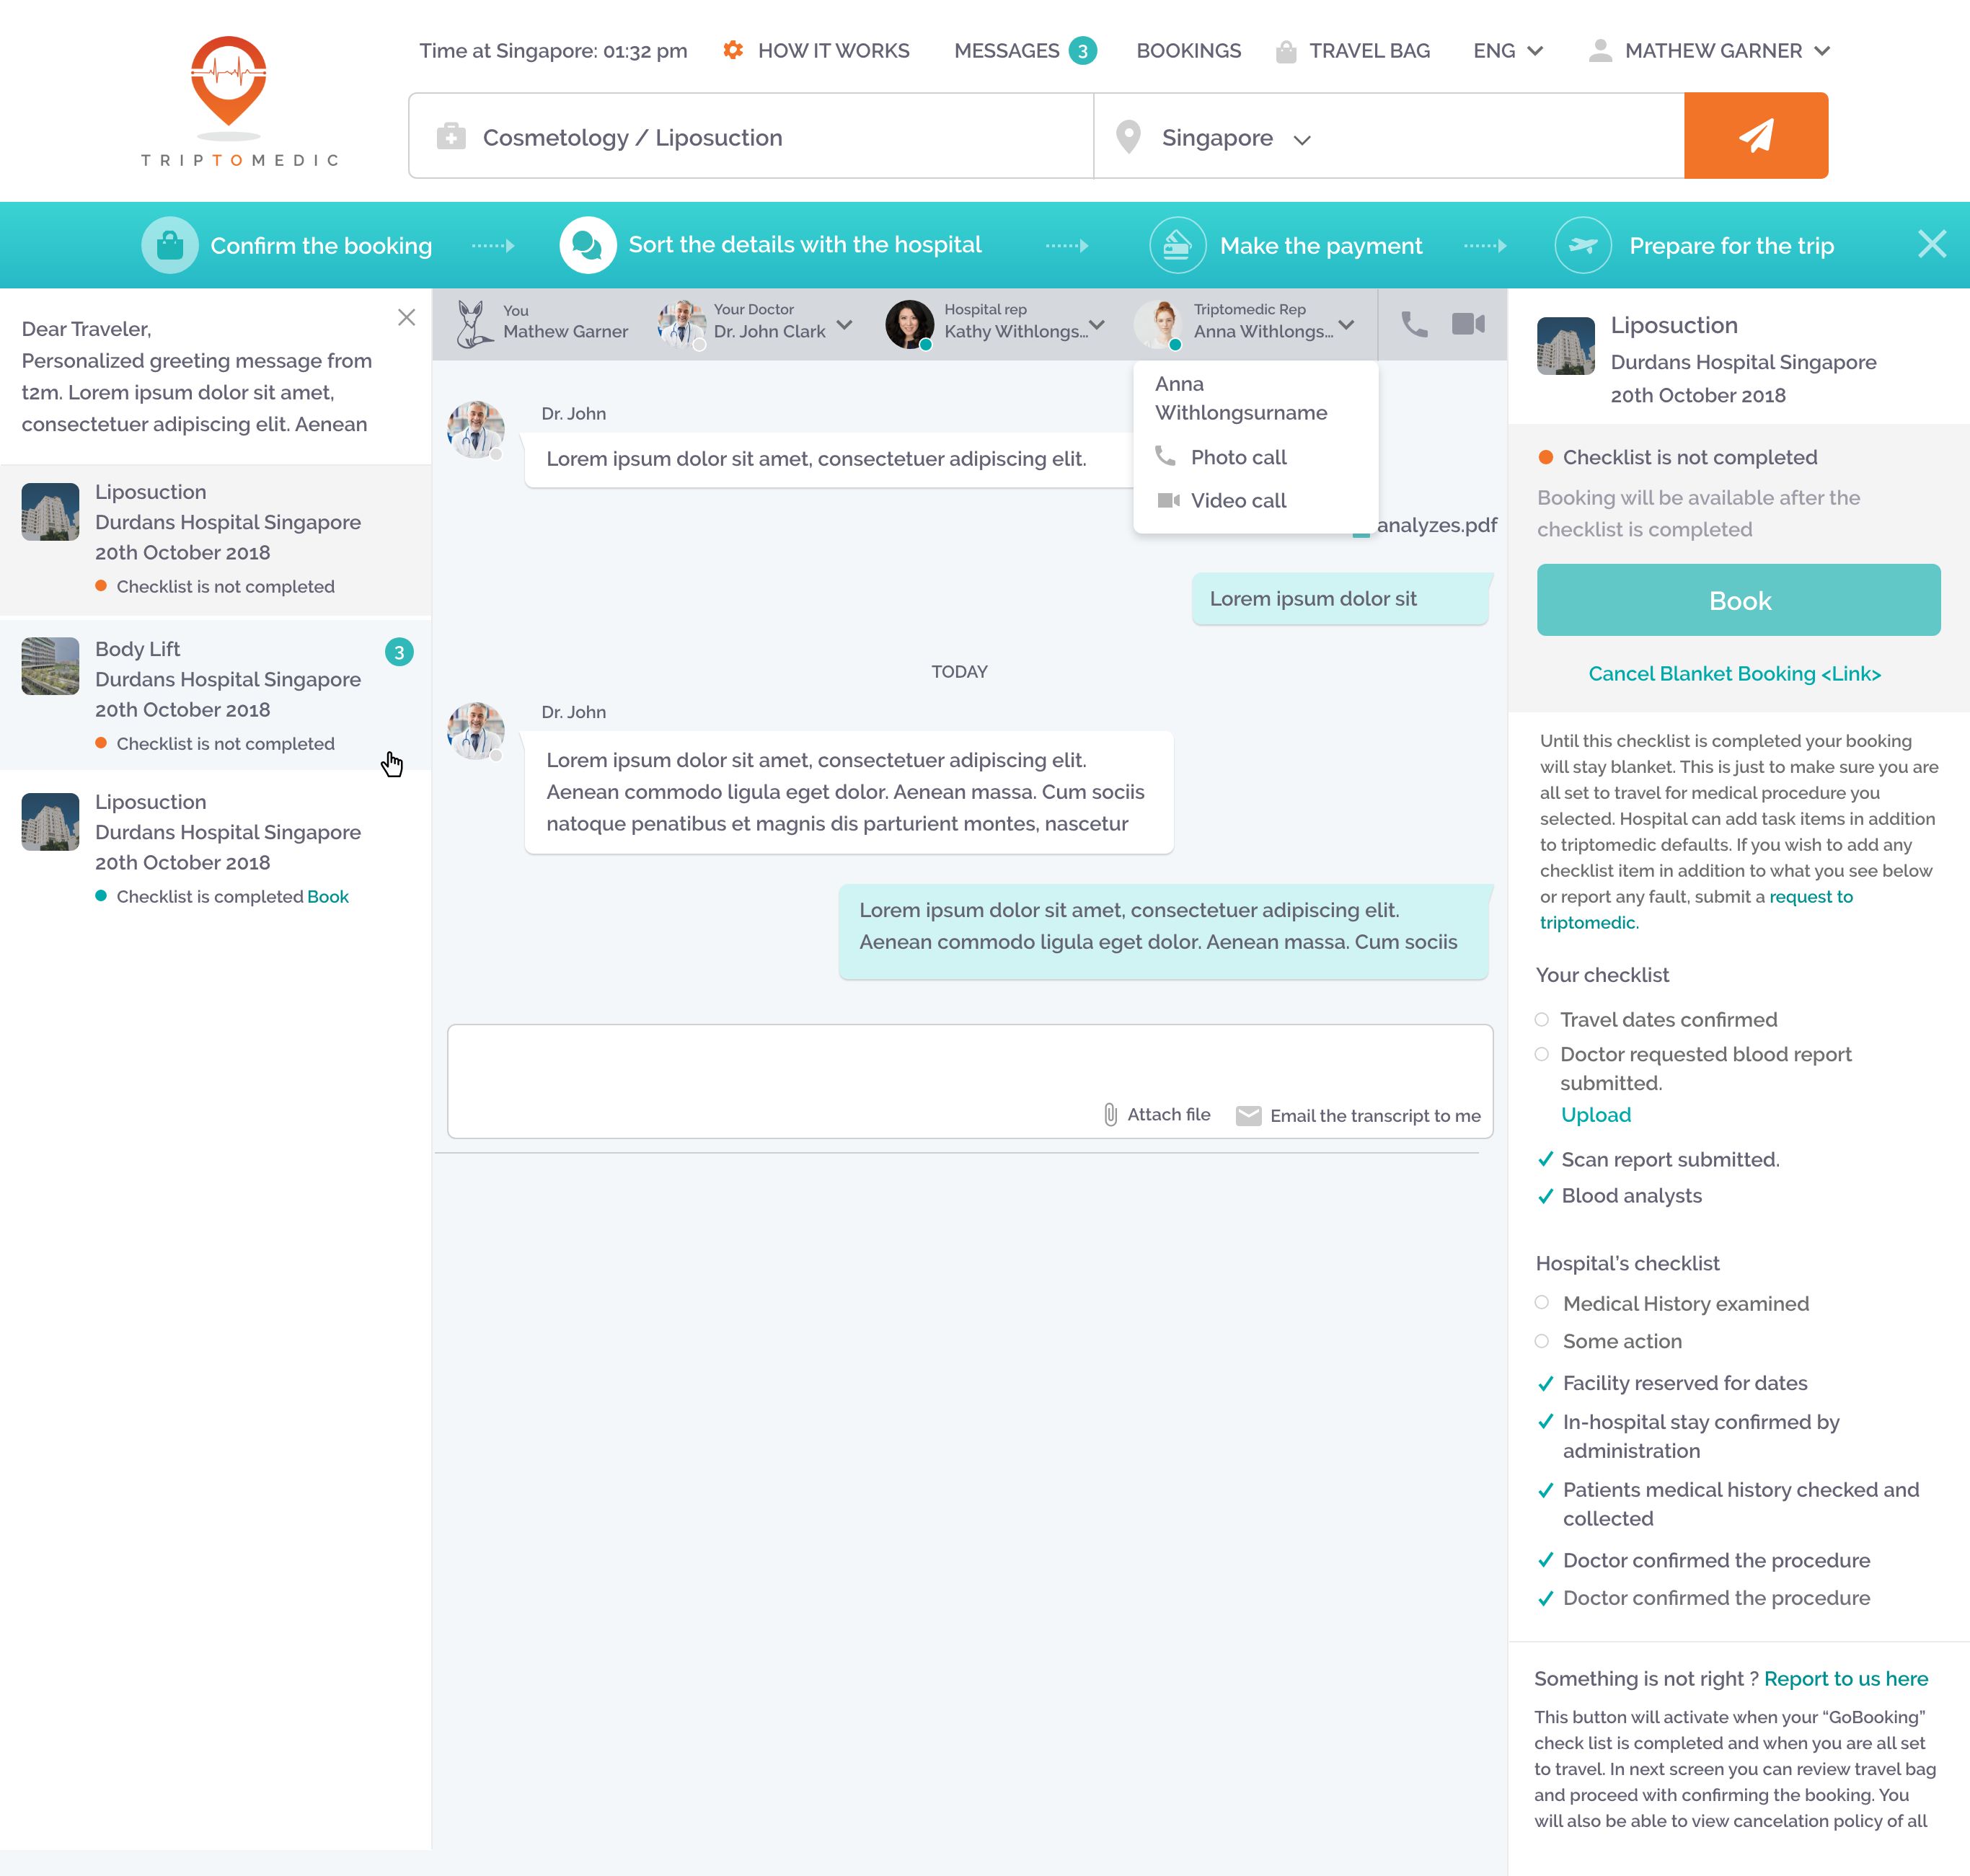 Time at Singapore: 01:32 pm
HOW IT WORKS
MESSAGES 3
BOOKINGS
TRAVEL BAG
ENG
MATHEW GARNER
TRIPTOMEDIC
Cosmetology / Liposuction
Singapore
Confirm the booking
Sort the details with the hospital
Make the payment
Prepare for the trip
Dear Traveler,
Personalized greeting message from
t2m. Lorem ipsum dolor sit amet,
consectetuer adipiscing elit. Aenean
Liposuction
Durdans Hospital Singapore
20th October 2018
Checklist is not completed
Body Lift
3
Durdans Hospital Singapore
20th October 2018
Checklist is not completed
Liposuction
Durdans Hospital Singapore
20th October 2018
Checklist is completed Book
You
Mathew Garner
Your Doctor
Dr. John Clark
Hospital rep
Kathy Withlongs...
Triptomedic Rep
Anna Withlongs...
Anna
Withlongsurname
Photo call
Video call
Dr. John
Lorem ipsum dolor sit amet, consectetuer adipiscing elit.
analyzes.pdf
Lorem ipsum dolor sit
TODAY
Dr. John
Lorem ipsum dolor sit amet, consectetuer adipiscing elit.
Aenean commodo ligula eget dolor. Aenean massa. Cum sociis
natoque penatibus et magnis dis parturient montes, nascetur
Lorem ipsum dolor sit amet, consectetuer adipiscing elit.
Aenean commodo ligula eget dolor. Aenean massa. Cum sociis
Attach file
Email the transcript to me
Liposuction
Durdans Hospital Singapore
20th October 2018
Checklist is not completed
Booking will be available after the
checklist is completed
Book
Cancel Blanket Booking <Link>
Until this checklist is completed your booking
will stay blanket. This is just to make sure you are
all set to travel for medical procedure you
selected. Hospital can add task items in addition
to triptomedic defaults. If you wish to add any
checklist item in addition to what you see below
or report any fault, submit a request to
triptomedic.
Your checklist
Travel dates confirmed
Doctor requested blood report
submitted.
Upload
Scan report submitted.
Blood analysts
Hospital's checklist
Medical History examined
Some action
Facility reserved for dates
In-hospital stay confirmed by
administration
Patients medical history checked and
collected
Doctor confirmed the procedure
Doctor confirmed the procedure
Something is not right ? Report to us here
This button will activate when your “GoBooking”
check list is completed and when you are all set
to travel. In next screen you can review travel bag
and proceed with confirming the booking. You
will also be able to view cancelation policy of all